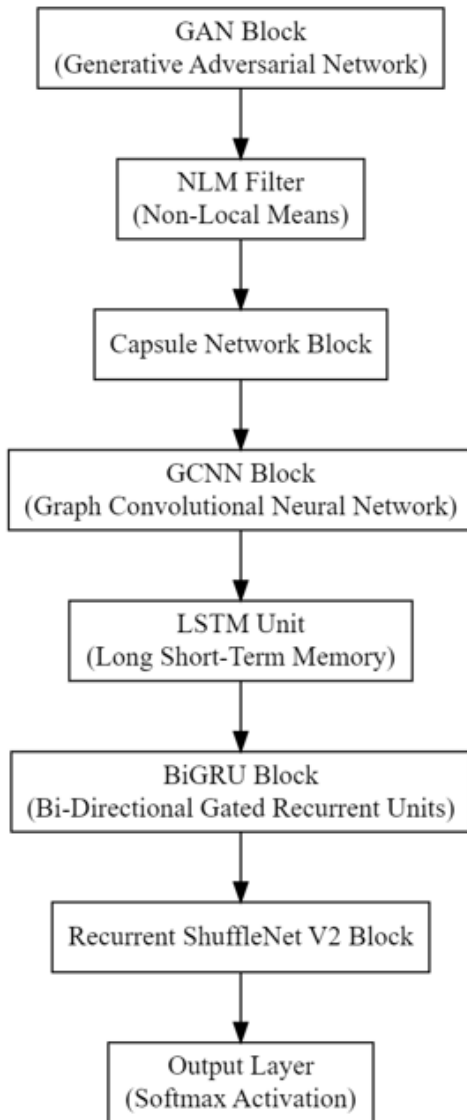 GAN Block
(Generative Adversarial Network)
NLM Filter
(Non-Local Means)
Capsule Network Block
GCNN Block
(Graph Convolutional Neural Network)
LSTM Unit
(Long Short-Term Memory)
BiGRU Block
(Bi-Directional Gated Recurrent Units)
Recurrent ShuffleNet V2 Block
Output Layer
(Softmax Activation)